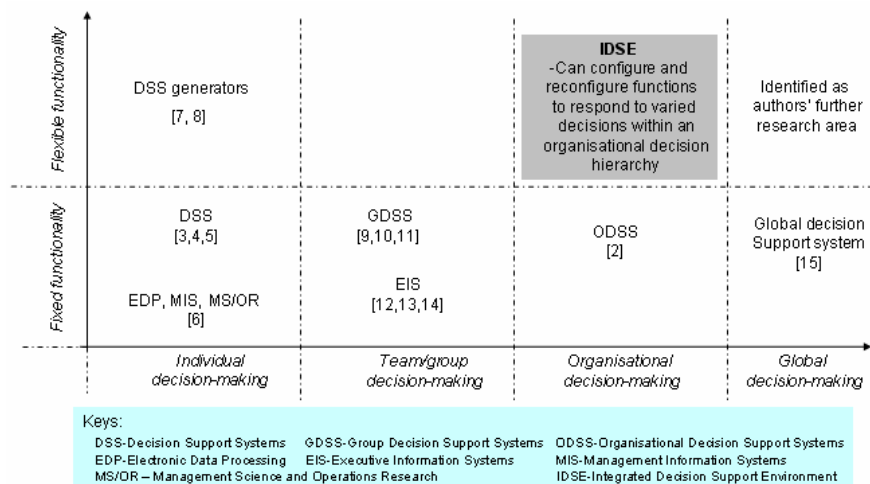 Flexible functionality
DSS generators
[7, 8]
IDSE
-Can configure and
reconfigure functions
to respond to varied
decisions within an
organisational decision
hierarchy
Identified as
authors' further
research area
Fixed functionality
DSS
[3,4,5]
EDP, MIS, MS/OR
[6]
GDSS
[9,10,11]
EIS
[12,13,14]
ODSS
[2]
Global decision
Support system
[15]
Individual
decision-making
Team/group
decision-making
Organisational
decision-making
Global
decision-making
Keys:
DSS-Decision Support Systems GDSS-Group Decision Support Systems ODSS-Organisational Decision Support Systems
EDP-Electronic Data Processing EIS-Executive Information Systems MIS-Management Information Systems
MS/OR – Management Science and Operations Research IDSE-Integrated Decision Support Environment